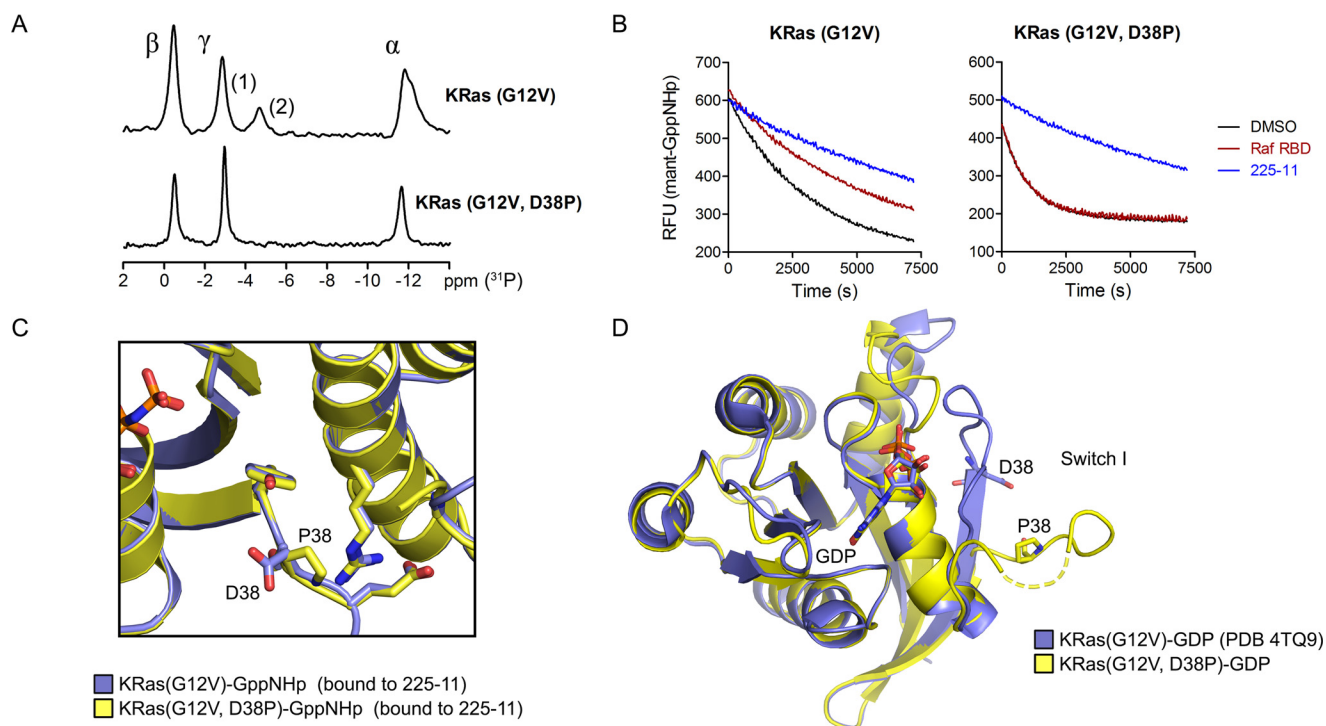 A
β
γ
α
(1)
(2)
KRas (G12V)
KRas (G12V, D38P)
2 0 -2 -4 -6 -8 -10 -12 ppm (³¹P)
B
KRas (G12V)
KRas (G12V, D38P)
RFU (mant-GppNHp)
700
600
500
400
300
200
0 2500 5000 7500
Time (s)
600
500
400
300
200
100
0 2500 5000 7500
Time (s)
DMSO
Raf RBD
225-11
C
P38
D38
KRas(G12V)-GppNHp (bound to 225-11)
KRas(G12V, D38P)-GppNHp (bound to 225-11)
D
D38
Switch I
P38
GDP
KRas(G12V)-GDP (PDB 4TQ9)
KRas(G12V, D38P)-GDP